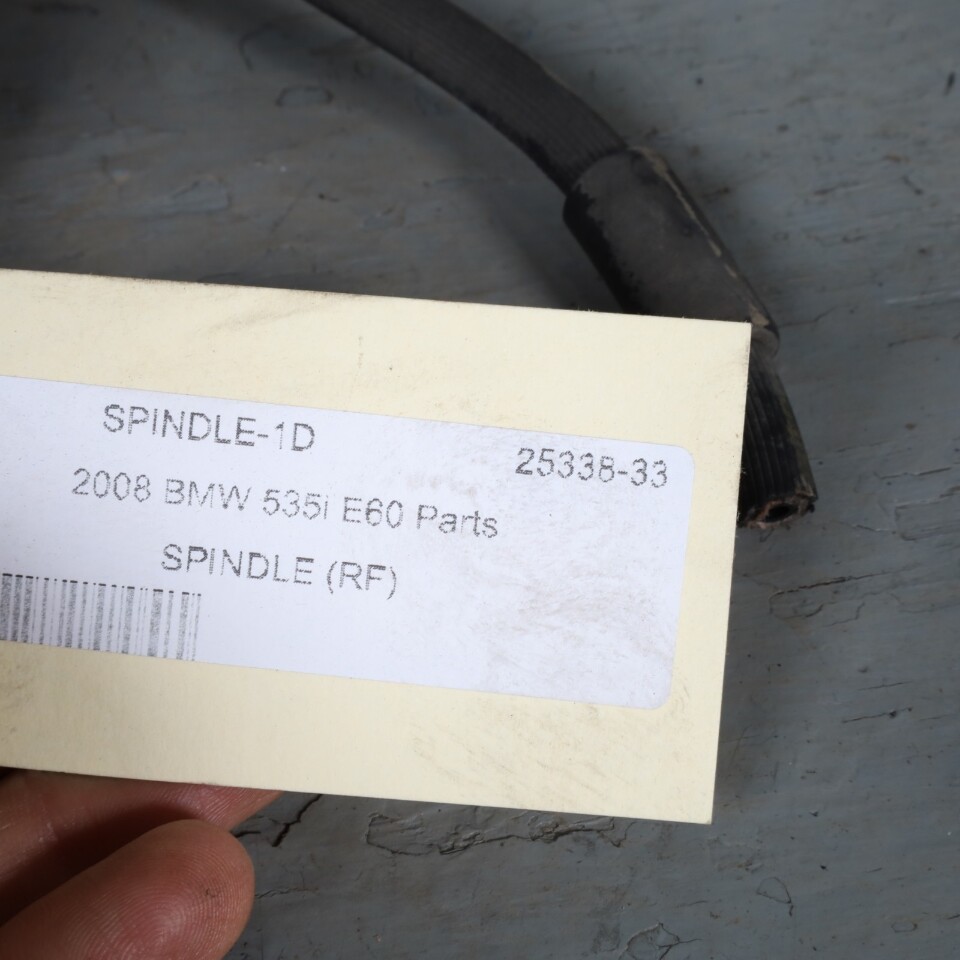 SPINDLE-1D
25338-33
2008 BMW 535i E60 Parts
SPINDLE (RF)